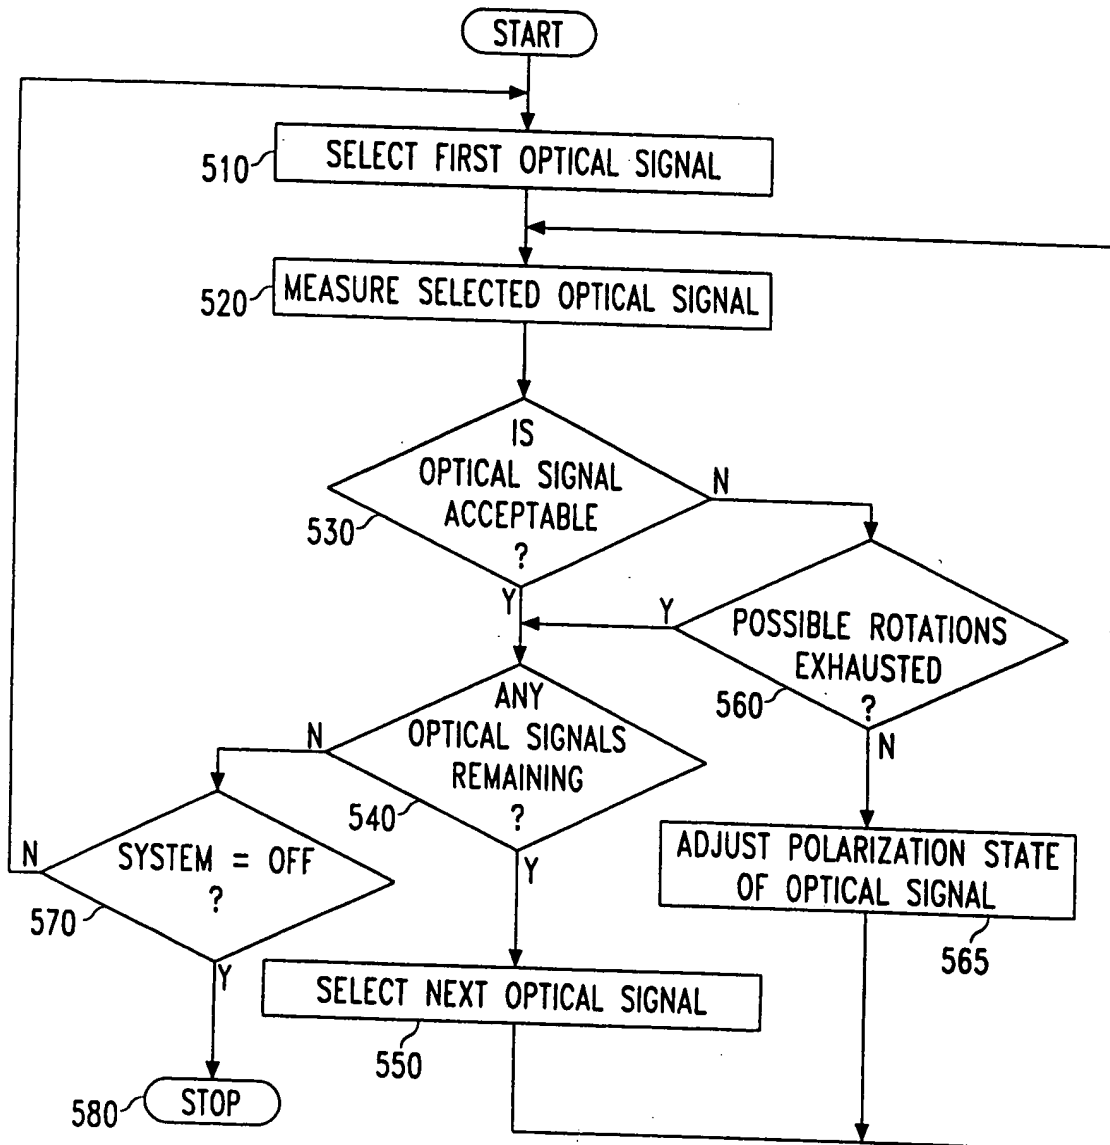 START
SELECT FIRST OPTICAL SIGNAL
510
MEASURE SELECTED OPTICAL SIGNAL
520
IS
OPTICAL SIGNAL
ACCEPTABLE
?
530
N
Y
POSSIBLE ROTATIONS
EXHAUSTED
?
560
Y
N
ANY
OPTICAL SIGNALS
REMAINING
?
540
N
Y
SYSTEM = OFF
?
570
N
Y
ADJUST POLARIZATION STATE
OF OPTICAL SIGNAL
565
SELECT NEXT OPTICAL SIGNAL
550
STOP
580